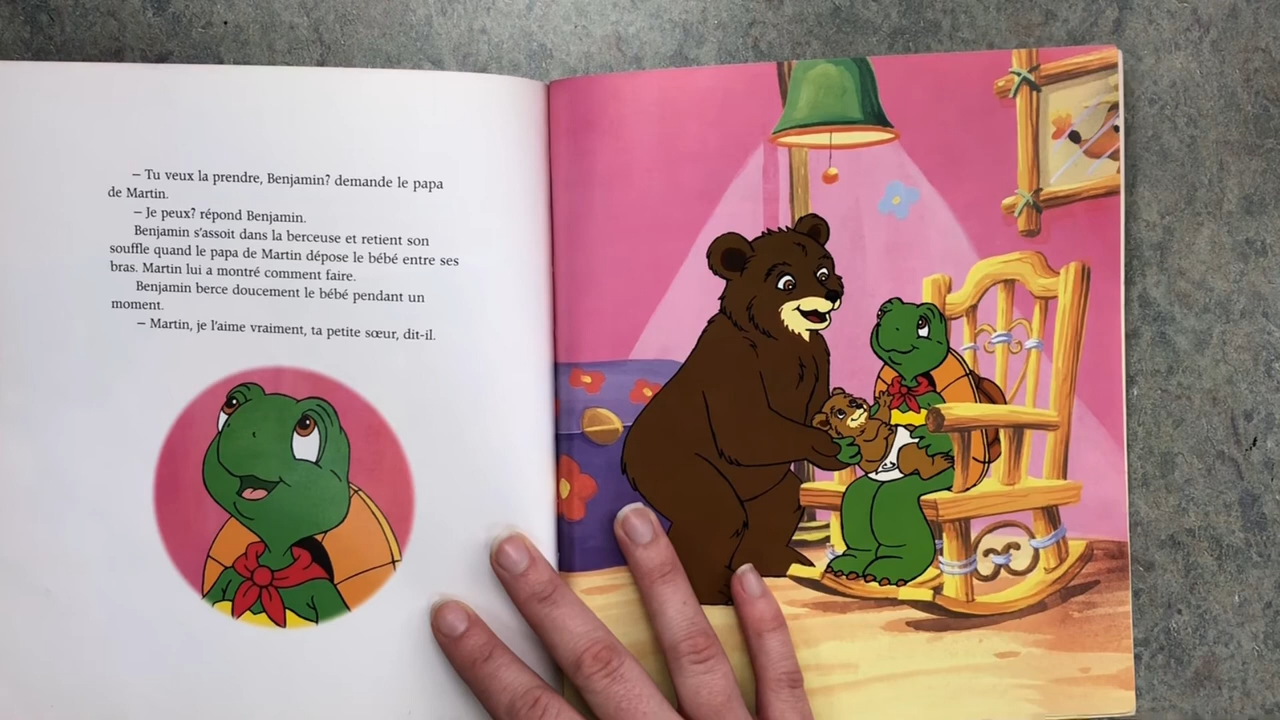 – Tu veux la prendre, Benjamin? demande le papa
de Martin.
– Je peux? répond Benjamin.
Benjamin s'assoit dans la berceuse et retient son
souffle quand le papa de Martin dépose le bébé entre ses
bras. Martin lui a montré comment faire.
Benjamin berce doucement le bébé pendant un
moment.
– Martin, je l'aime vraiment, ta petite sœur, dit-il.